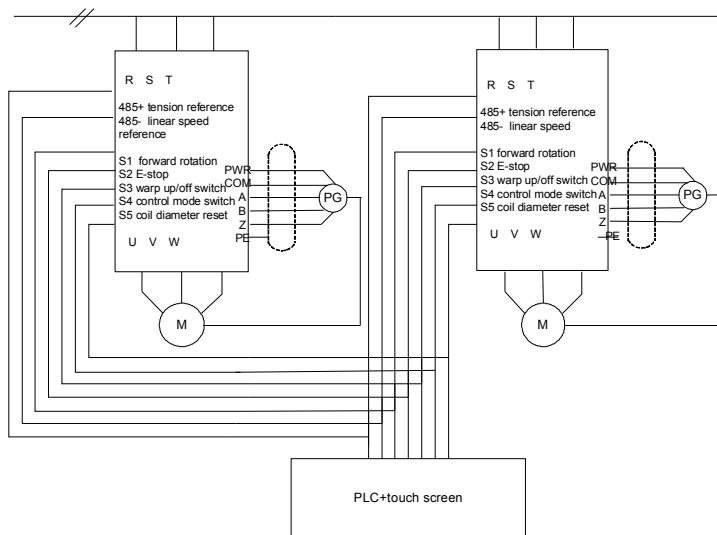 R S T
485+ tension reference
485- linear speed
reference
S1 forward rotation
S2 E-stop
S3 warp up/off switch
S4 control mode switch
S5 coil diameter reset
PWR
COM
A
B
Z
PE
U V W
PG
M
R S T
485+ tension reference
485- linear speed
S1 forward rotation
S2 E-stop
S3 warp up/off switch
S4 control mode switch
S5 coil diameter reset
PWR
COM
A
B
Z
PE
U V W
PG
M
PLC+touch screen